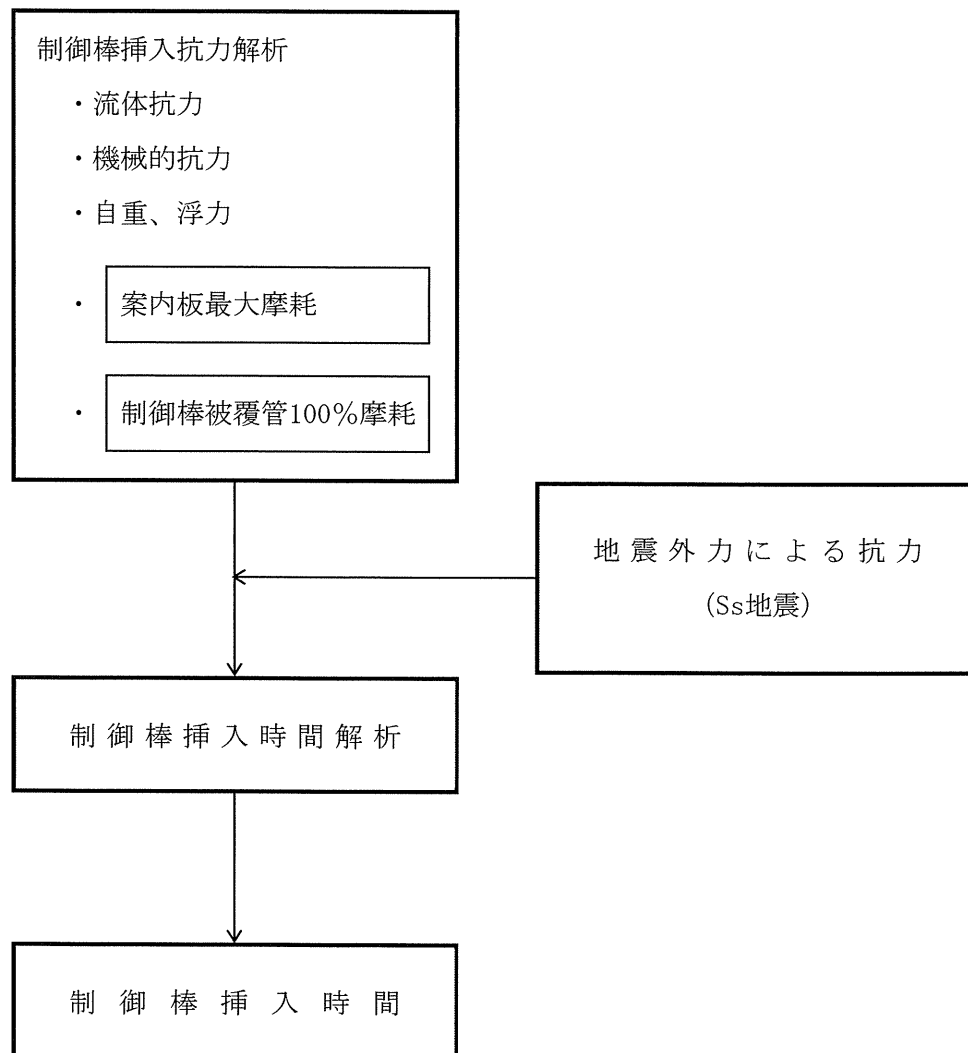 制御棒挿入抗力解析
・流体抗力
・機械的抗力
・自重、浮力
・案内板最大摩耗
・制御棒被覆管100％摩耗
地震外力による抗力
(Ss地震)
制御棒挿入時間解析
制御棒挿入時間